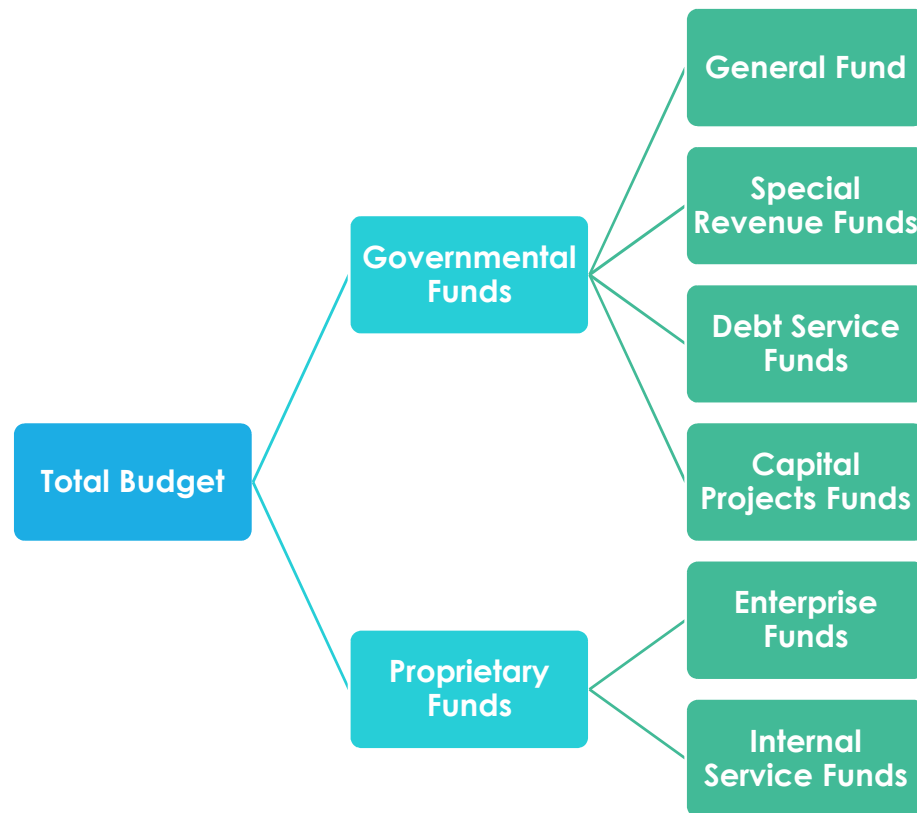 General Fund
Special
Revenue Funds
Governmental
Funds
Debt Service
Funds
Total Budget
Capital
Projects Funds
Enterprise
Funds
Proprietary
Funds
Internal
Service Funds